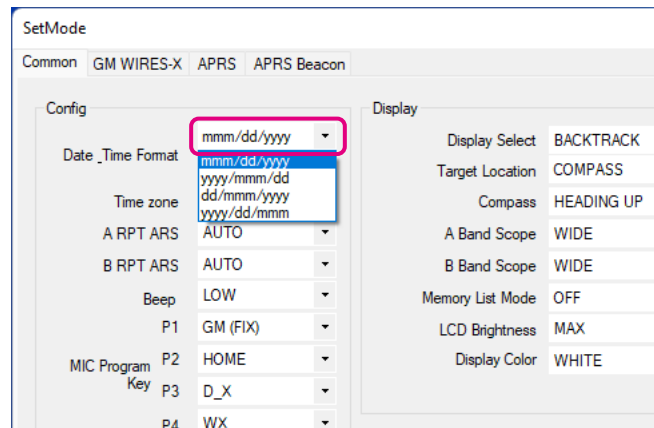 SetMode
Common GM WIRES-X APRS APRS Beacon
Config
Date _Time Format mmm/dd/yyyy
mmm/dd/yyyy
yyyy/mmm/dd
dd/mmm/yyyy
yyyy/dd/mmm
Time zone
A RPT ARS AUTO
B RPT ARS AUTO
Beep LOW
MIC Program Key
P1 GM (FIX)
P2 HOME
P3 D_X
P4 WX
Display
Display Select BACKTRACK
Target Location COMPASS
Compass HEADING UP
A Band Scope WIDE
B Band Scope WIDE
Memory List Mode OFF
LCD Brightness MAX
Display Color WHITE